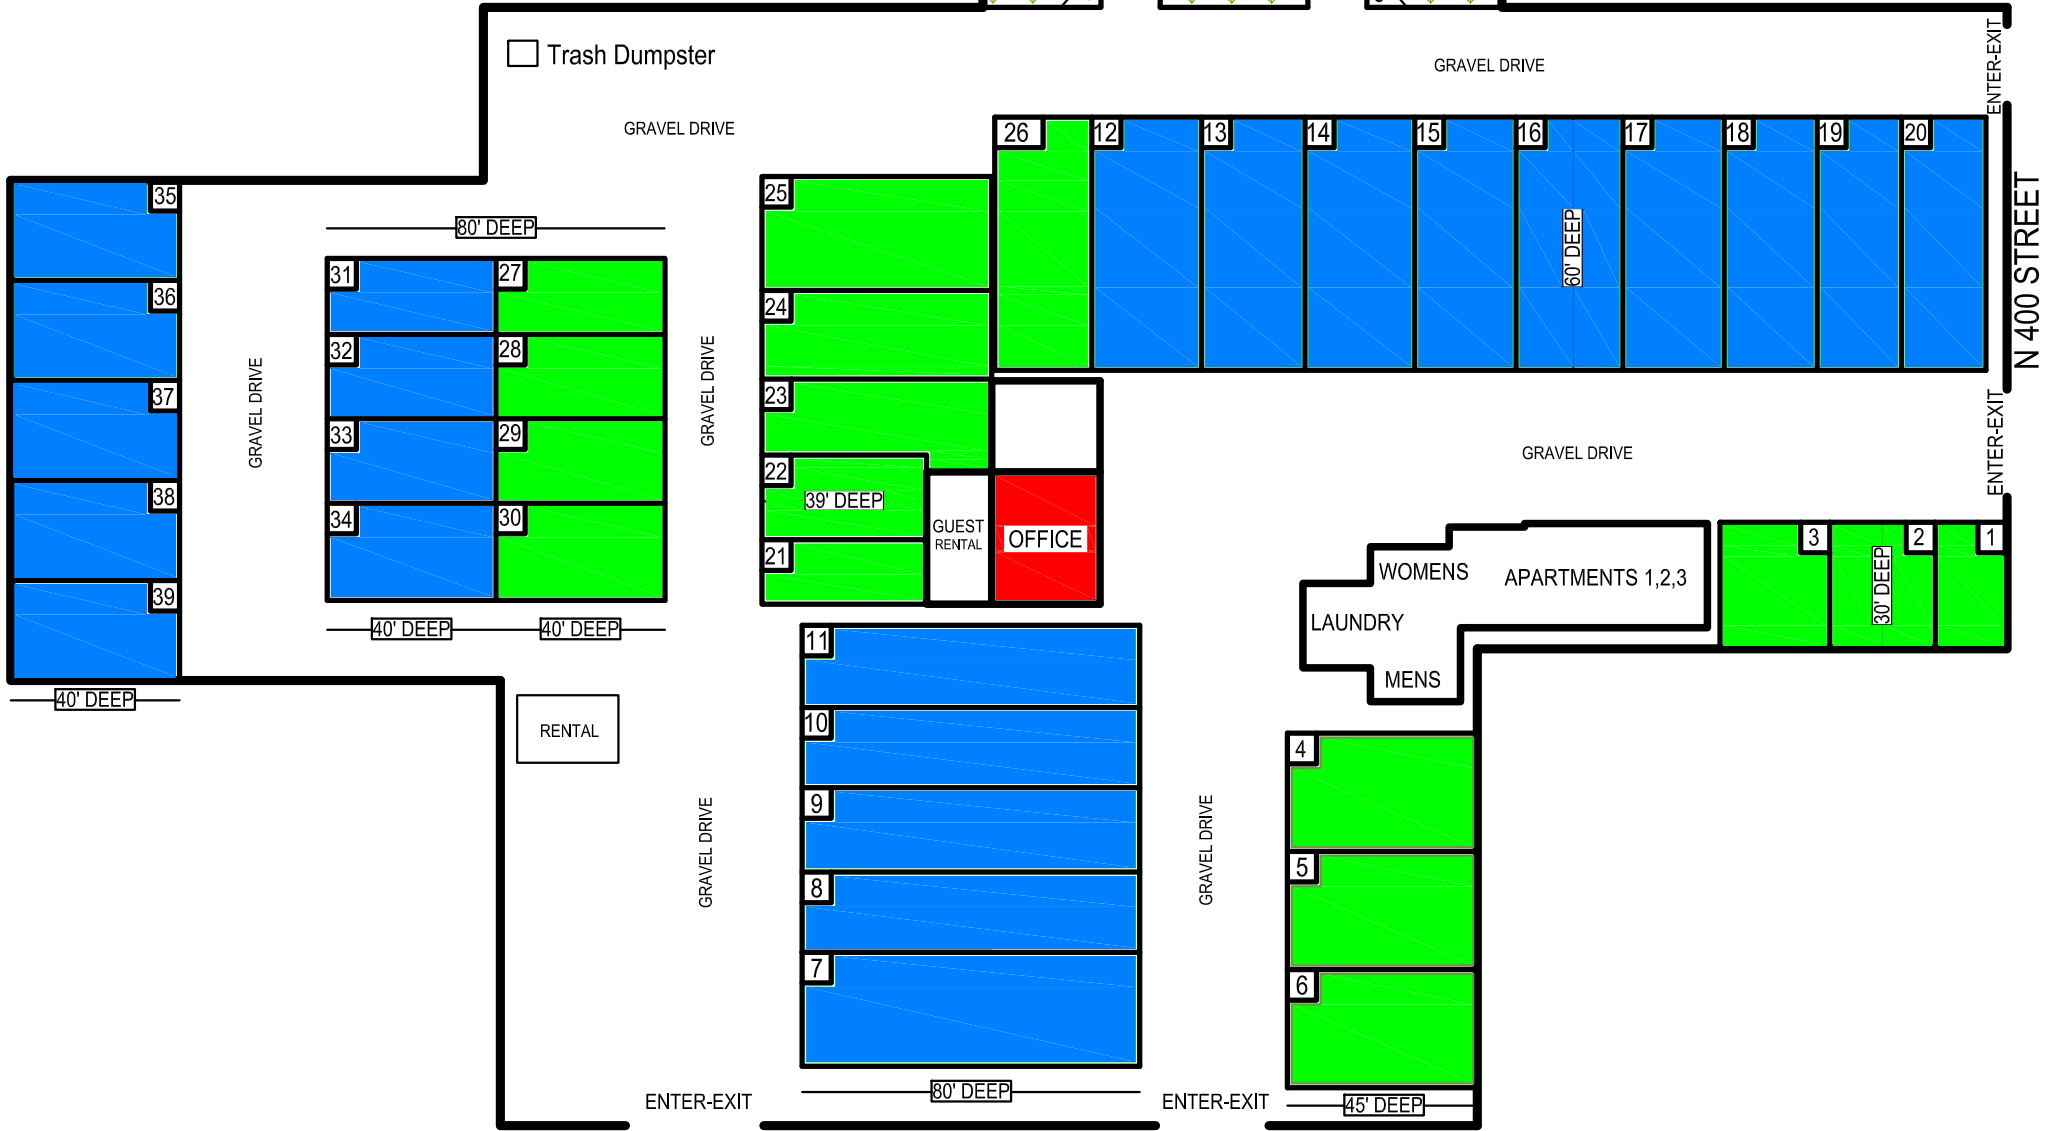 Trash Dumpster
GRAVEL DRIVE
ENTER-EXIT
GRAVEL DRIVE
26
12
13
14
15
16
17
18
19
20
60' DEEP
N 400 STREET
35
36
37
38
39
40' DEEP
GRAVEL DRIVE
80' DEEP
31
27
32
28
33
29
34
30
40' DEEP
40' DEEP
GRAVEL DRIVE
25
24
23
22
39' DEEP
21
GUEST
RENTAL
OFFICE
GRAVEL DRIVE
ENTER-EXIT
WOMENS
APARTMENTS 1,2,3
LAUNDRY
MENS
3
2
1
30' DEEP
RENTAL
11
10
9
8
7
80' DEEP
GRAVEL DRIVE
GRAVEL DRIVE
4
5
6
45' DEEP
ENTER-EXIT
ENTER-EXIT